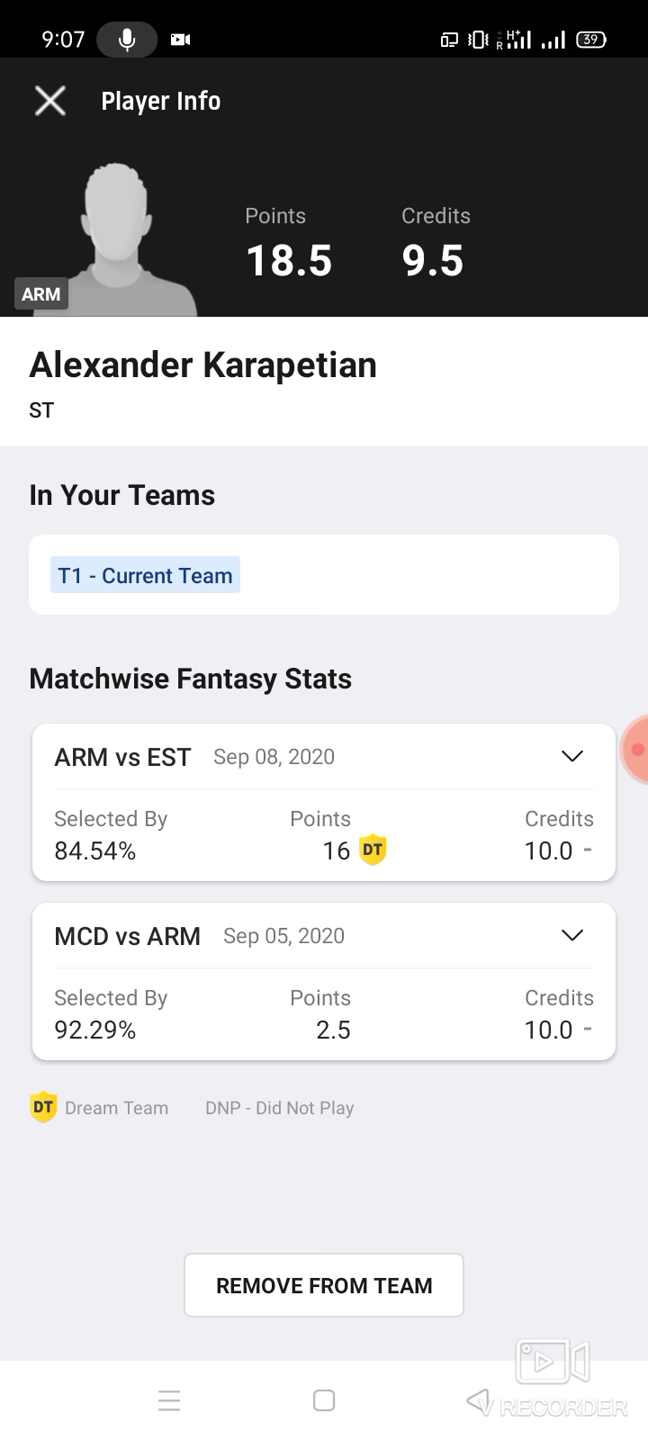 9:07
R H+ 39
Player Info
Points Credits
18.5 9.5
ARM
Alexander Karapetian
ST
In Your Teams
T1 - Current Team
Matchwise Fantasy Stats
ARM vs EST Sep 08, 2020
Selected By Points Credits
84.54% 16 DT 10.0 -
MCD vs ARM Sep 05, 2020
Selected By Points Credits
92.29% 2.5 10.0 -
DT Dream Team DNP - Did Not Play
REMOVE FROM TEAM
V RECORDER